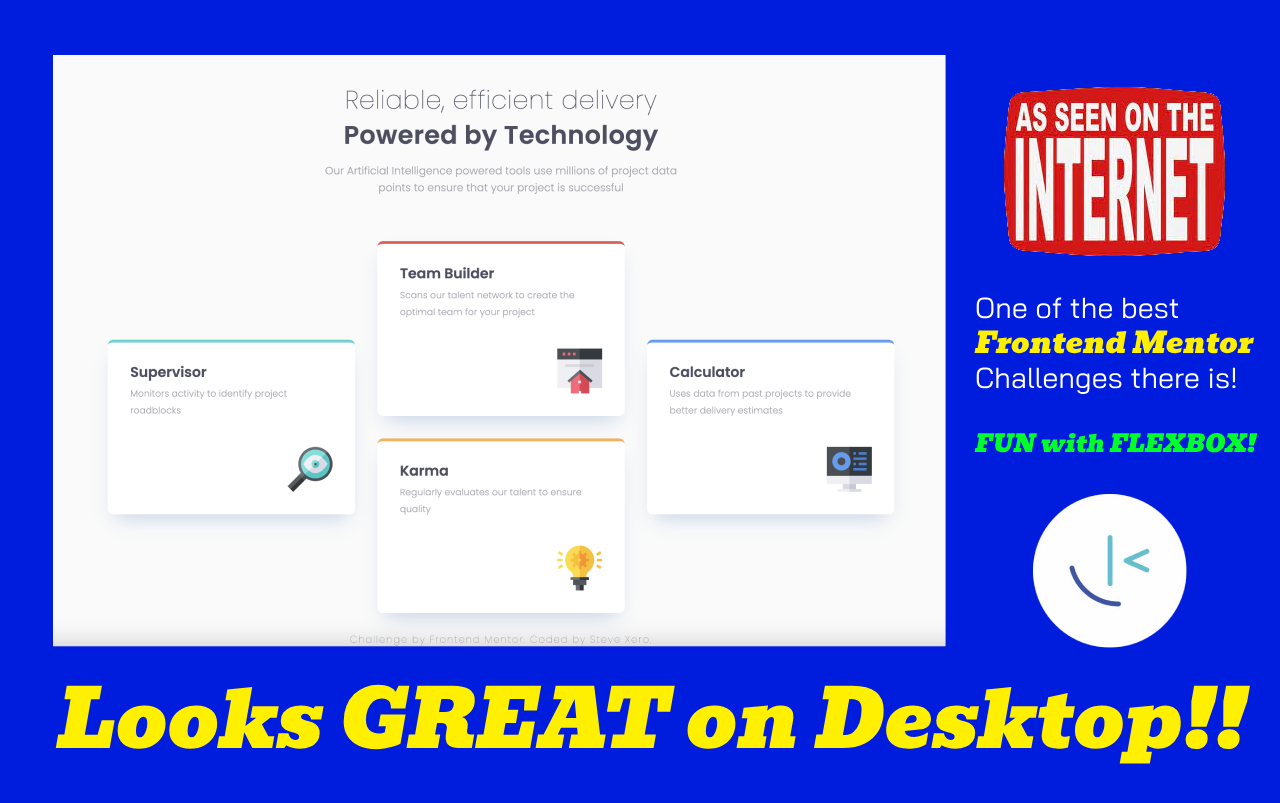 Reliable, efficient delivery
Powered by Technology
Our Artificial Intelligence powered tools use millions of project data
points to ensure that your project is successful
Team Builder
Scans our talent network to create the
optimal team for your project
Supervisor
Monitors activity to identify project
roadblocks
Calculator
Uses data from past projects to provide
better delivery estimates
Karma
Regularly evaluates our talent to ensure
quality
Challenge by Frontend Mentor. Coded by Steve Xero.
AS SEEN ON THE
INTERNET
One of the best
Frontend Mentor
Challenges there is!
FUN with FLEXBOX!
Looks GREAT on Desktop!!